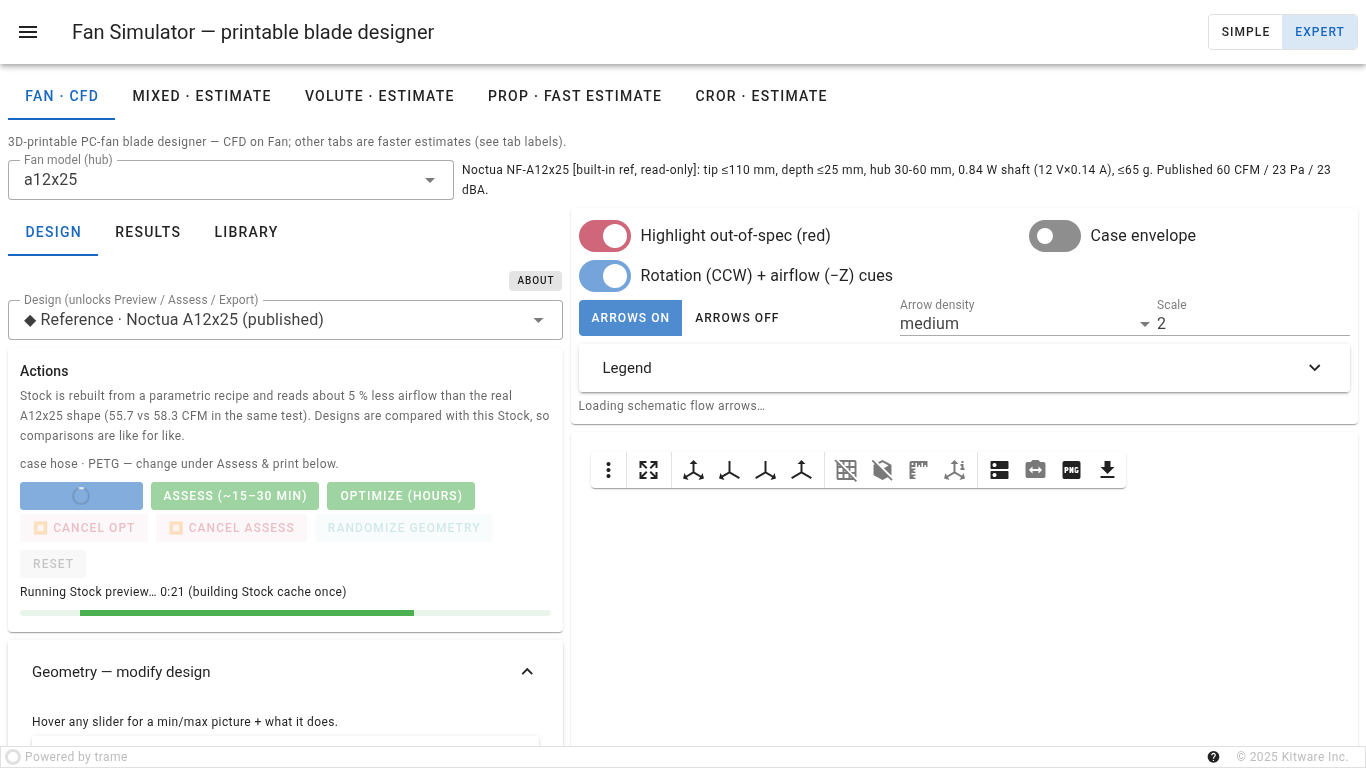 Fan Simulator — printable blade designer
SIMPLE
EXPERT
FAN · CFD
MIXED · ESTIMATE
VOLUTE · ESTIMATE
PROP · FAST ESTIMATE
CROR · ESTIMATE
3D-printable PC-fan blade designer — CFD on Fan; other tabs are faster estimates (see tab labels).
Fan model (hub)
a12x25
Noctua NF-A12x25 [built-in ref, read-only]: tip ≤110 mm, depth ≤25 mm, hub 30-60 mm, 0.84 W shaft (12 V×0.14 A), ≤65 g. Published 60 CFM / 23 Pa / 23
dBA.
DESIGN
RESULTS
LIBRARY
ABOUT
Design (unlocks Preview / Assess / Export)
◆ Reference · Noctua A12x25 (published)
Actions
Stock is rebuilt from a parametric recipe and reads about 5 % less airflow than the real
A12x25 shape (55.7 vs 58.3 CFM in the same test). Designs are compared with this Stock, so
comparisons are like for like.
case hose · PETG — change under Assess & print below.
ASSESS (~15–30 MIN)
OPTIMIZE (HOURS)
CANCEL OPT
CANCEL ASSESS
RANDOMIZE GEOMETRY
RESET
Running Stock preview… 0:21 (building Stock cache once)
Geometry — modify design
Hover any slider for a min/max picture + what it does.
Highlight out-of-spec (red)
Case envelope
Rotation (CCW) + airflow (−Z) cues
ARROWS ON
ARROWS OFF
Arrow density
medium
Scale
2
Legend
Loading schematic flow arrows…
PNG
Powered by trame
© 2025 Kitware Inc.